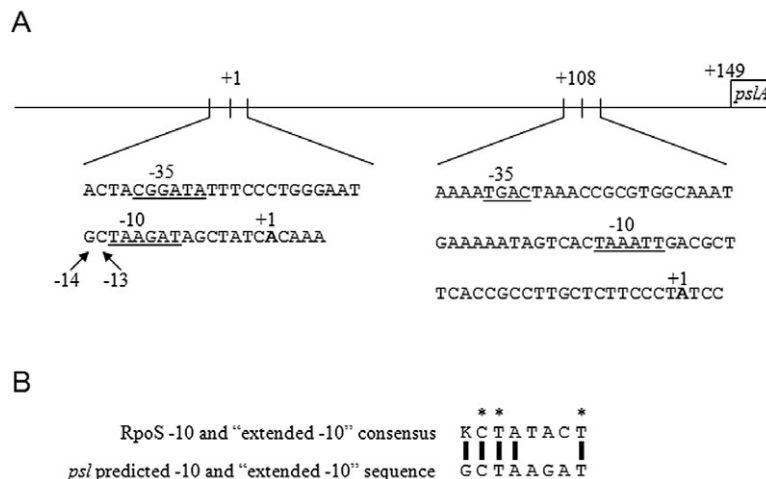 A
+1
+108
+149
pslA
-35
ACTACGGATATTTCCCTGGGAAT
-10
+1
GCTAAGATAGCTATCACAAA
-14
-13
-35
AAAATGACTAAACCGCGTGGCAAAT
-10
GAAAAATAGTCACTAAATTGACGCT
+1
TCACCGCCTTGCTCTTCCCTATCC
B
* * *
RpoS -10 and “extended -10” consensus K C T A T A C T
psl predicted -10 and “extended -10” sequence G C T A A G A T